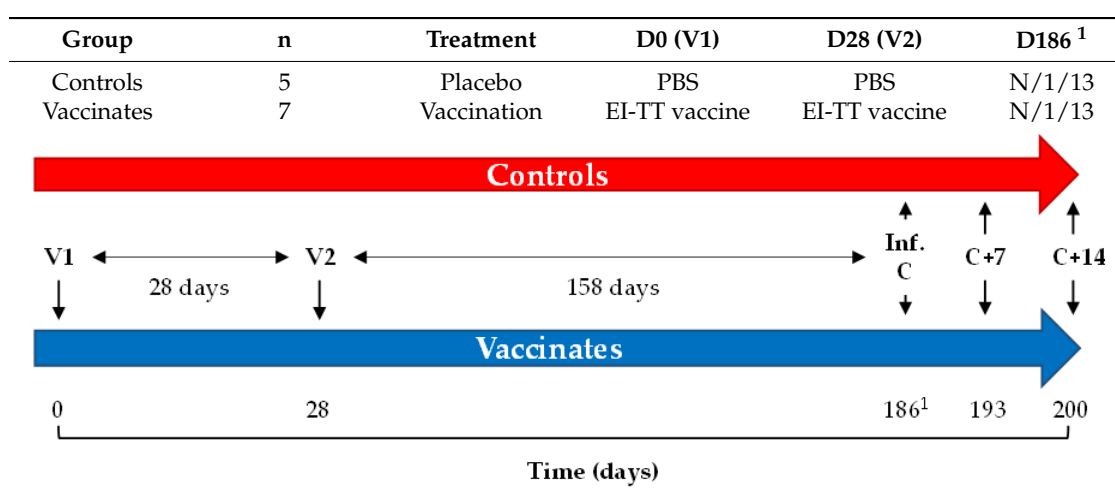 Group n Treatment D0 (V1) D28 (V2) D186 ¹
Controls 5 Placebo PBS PBS N/1/13
Vaccinates 7 Vaccination EI-TT vaccine EI-TT vaccine N/1/13
Controls
V1 28 days V2 158 days Inf. C C+7 C+14
Vaccinates
0 28 186¹ 193 200
Time (days)